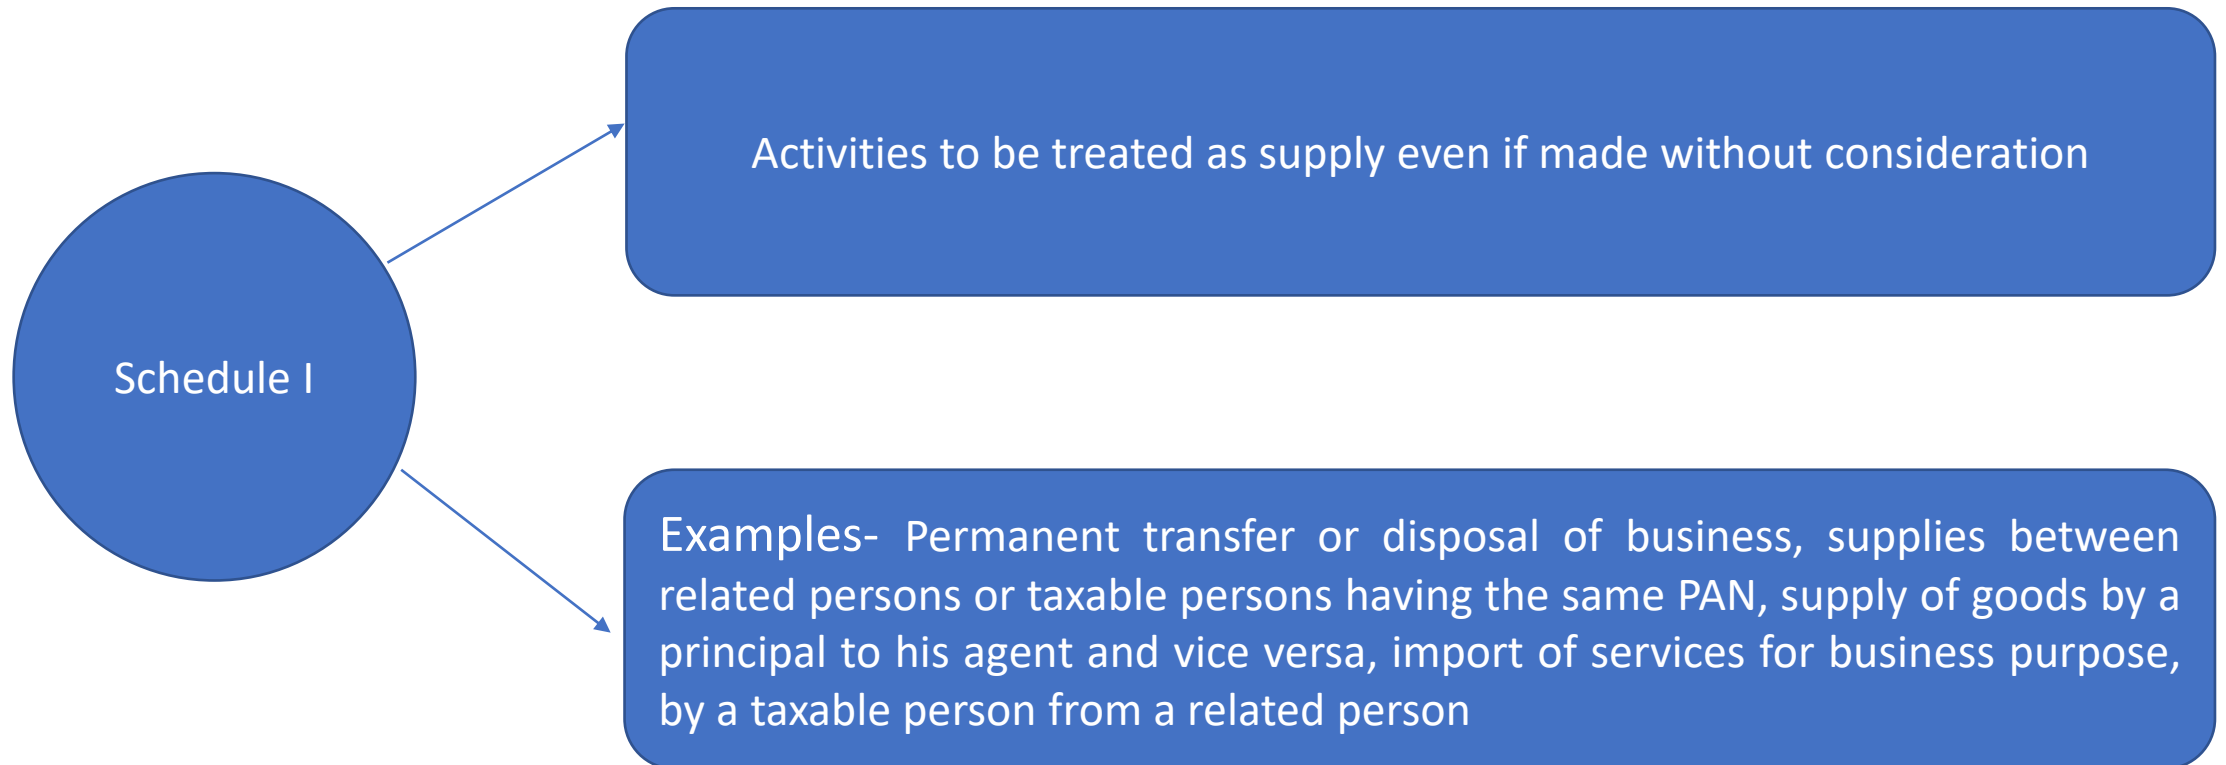 Schedule I
Activities to be treated as supply even if made without consideration
Examples- Permanent transfer or disposal of business, supplies between
related persons or taxable persons having the same PAN, supply of goods by a
principal to his agent and vice versa, import of services for business purpose,
by a taxable person from a related person